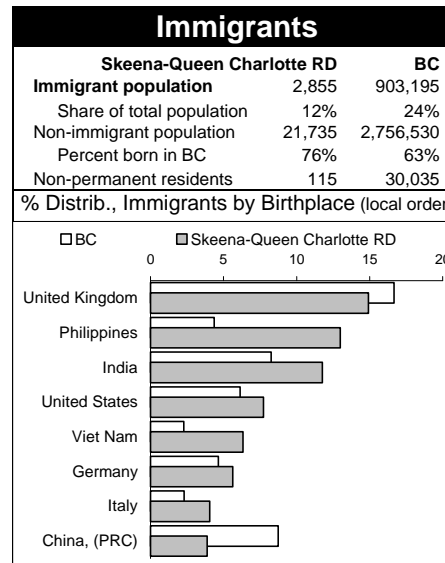 Immigrants
Skeena-Queen Charlotte RD BC
Immigrant population 2,855 903,195
Share of total population 12% 24%
Non-immigrant population 21,735 2,756,530
Percent born in BC 76% 63%
Non-permanent residents 115 30,035
% Distrib., Immigrants by Birthplace (local order
BC Skeena-Queen Charlotte RD
0 5 10 15 20
United Kingdom
Philippines
India
United States
Viet Nam
Germany
Italy
China, (PRC)